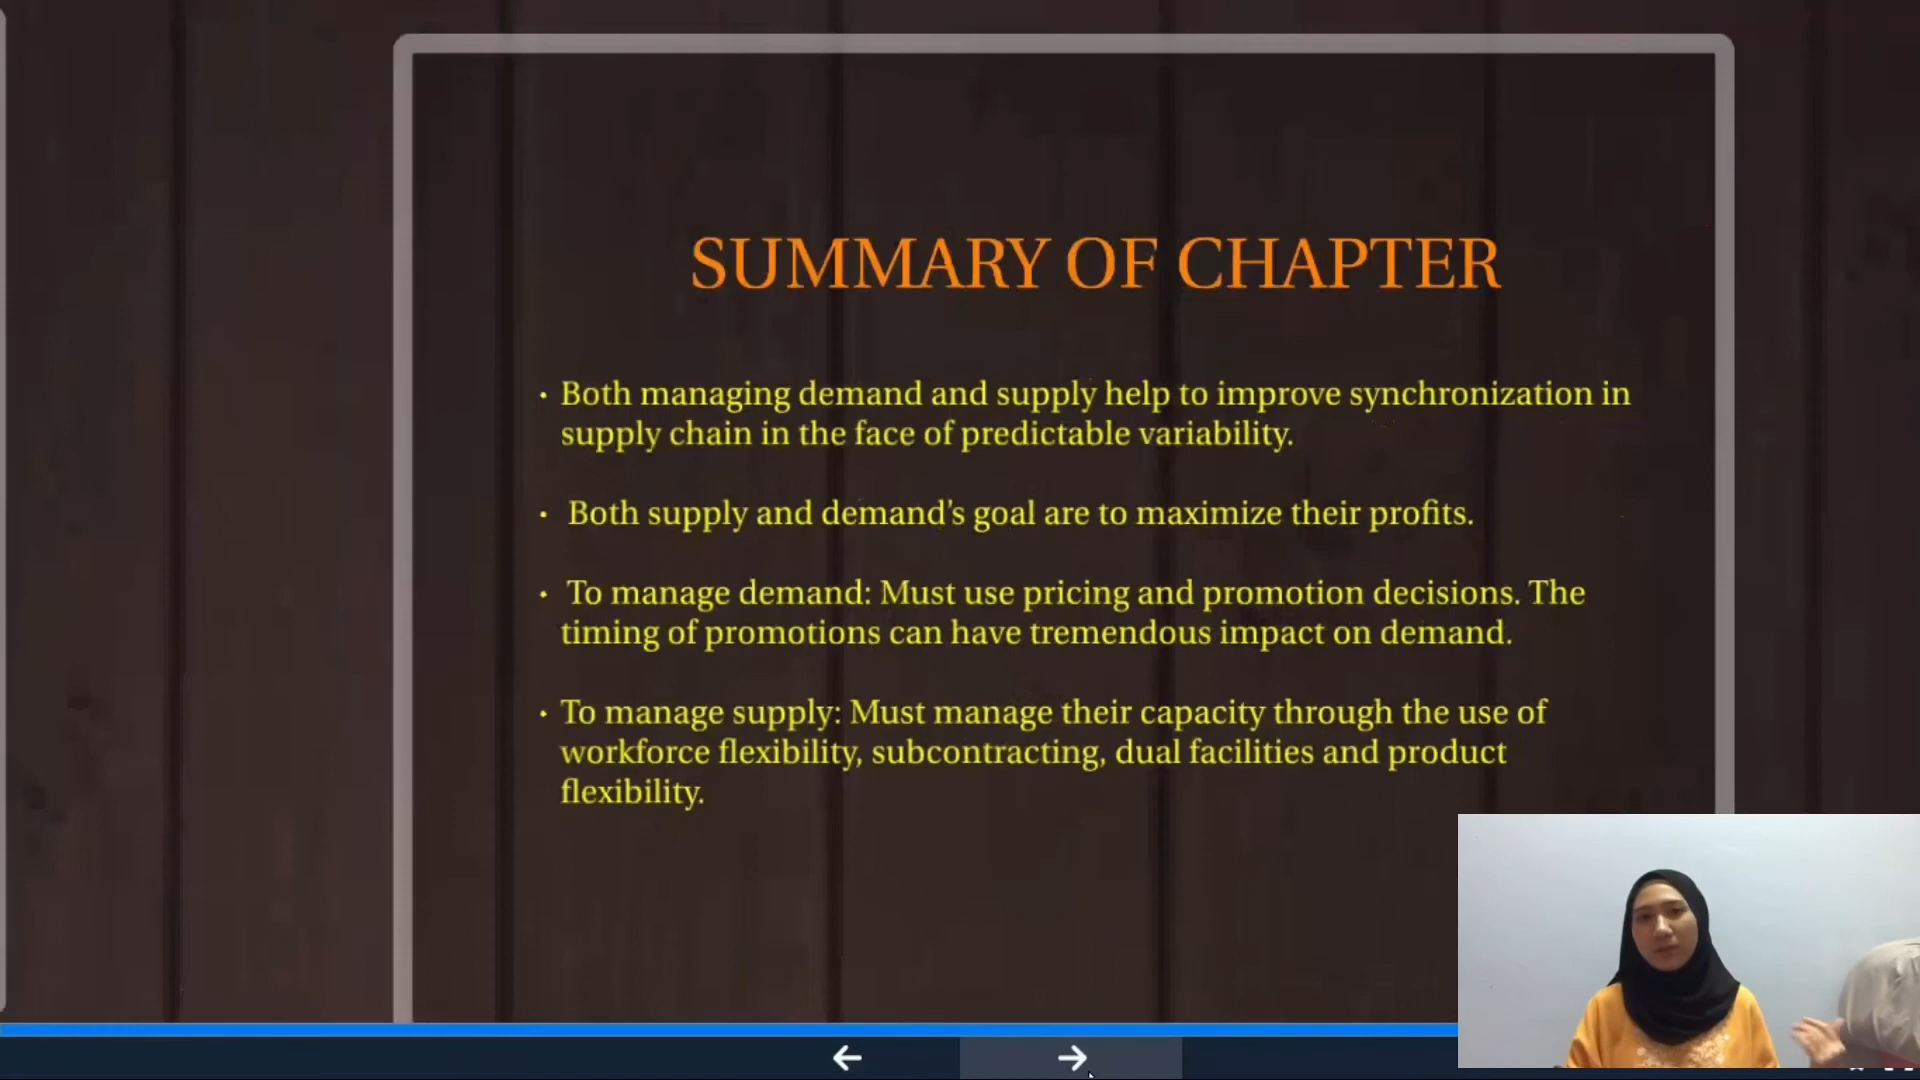 SUMMARY OF CHAPTER
• Both managing demand and supply help to improve synchronization in
supply chain in the face of predictable variability.
• Both supply and demand's goal are to maximize their profits.
• To manage demand: Must use pricing and promotion decisions. The
timing of promotions can have tremendous impact on demand.
• To manage supply: Must manage their capacity through the use of
workforce flexibility, subcontracting, dual facilities and product
flexibility.